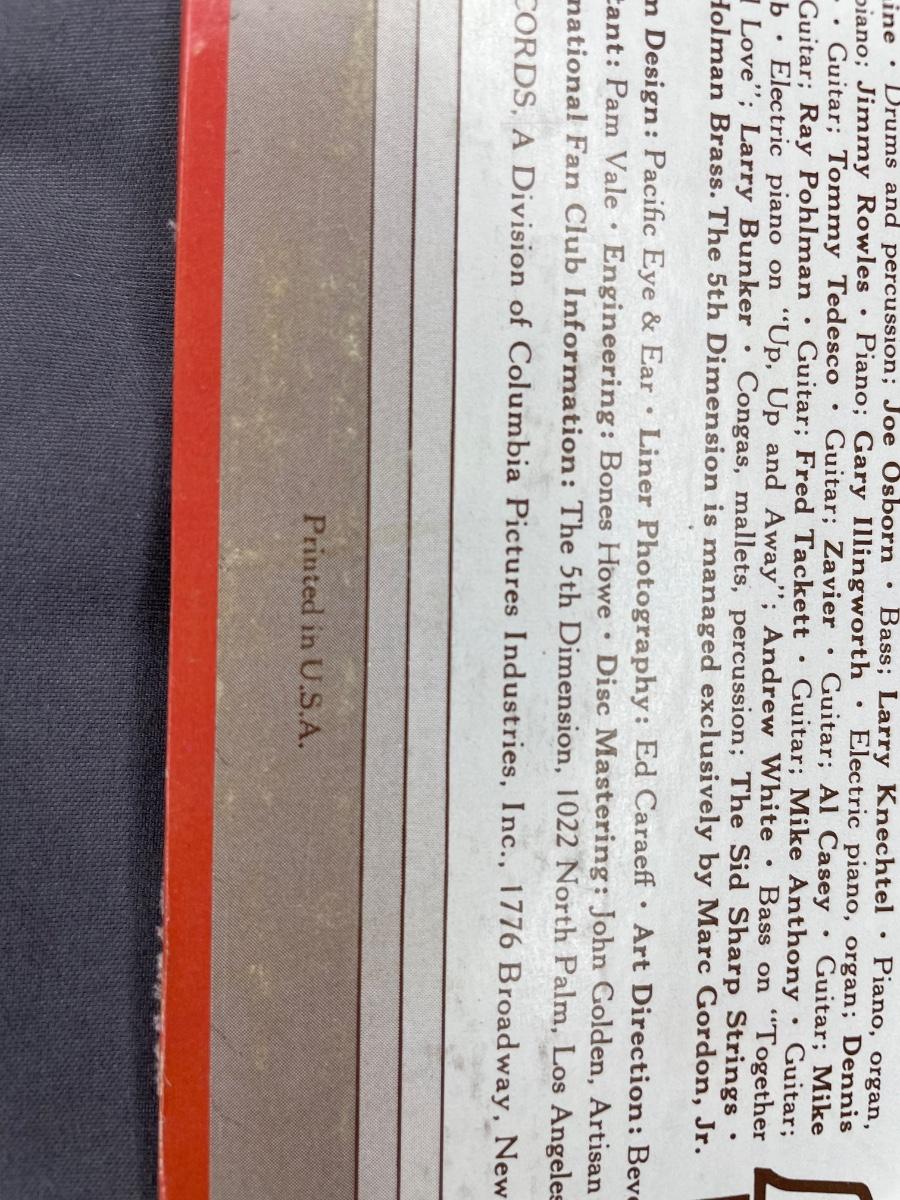 ine • Drums and percussion; Joe Osborn • Bass; Larry Knechtel • Piano, organ,
piano; Jimmy Rowles • Piano; Gary Illingworth • Electric piano, organ; Dennis
• Guitar; Tommy Tedesco • Guitar; Zavier • Guitar; Al Casey • Guitar; Mike
Guitar; Ray Pohlman • Guitar; Fred Tackett • Guitar; Mike Anthony • Guitar;
b • Electric piano on “Up, Up and Away”; Andrew White • Bass on “Together
l Love”; Larry Bunker • Congas, mallets, percussion; The Sid Sharp Strings •
Holman Brass. The 5th Dimension is managed exclusively by Marc Gordon, Jr.
m Design: Pacific Eye & Ear • Liner Photography: Ed Caraeff • Art Direction: Beve
tant: Pam Vale • Engineering: Bones Howe • Disc Mastering: John Golden, Artisan
national Fan Club Information: The 5th Dimension, 1022 North Palm, Los Angeles
CORDS, A Division of Columbia Pictures Industries, Inc., 1776 Broadway, New
Printed in U.S.A.